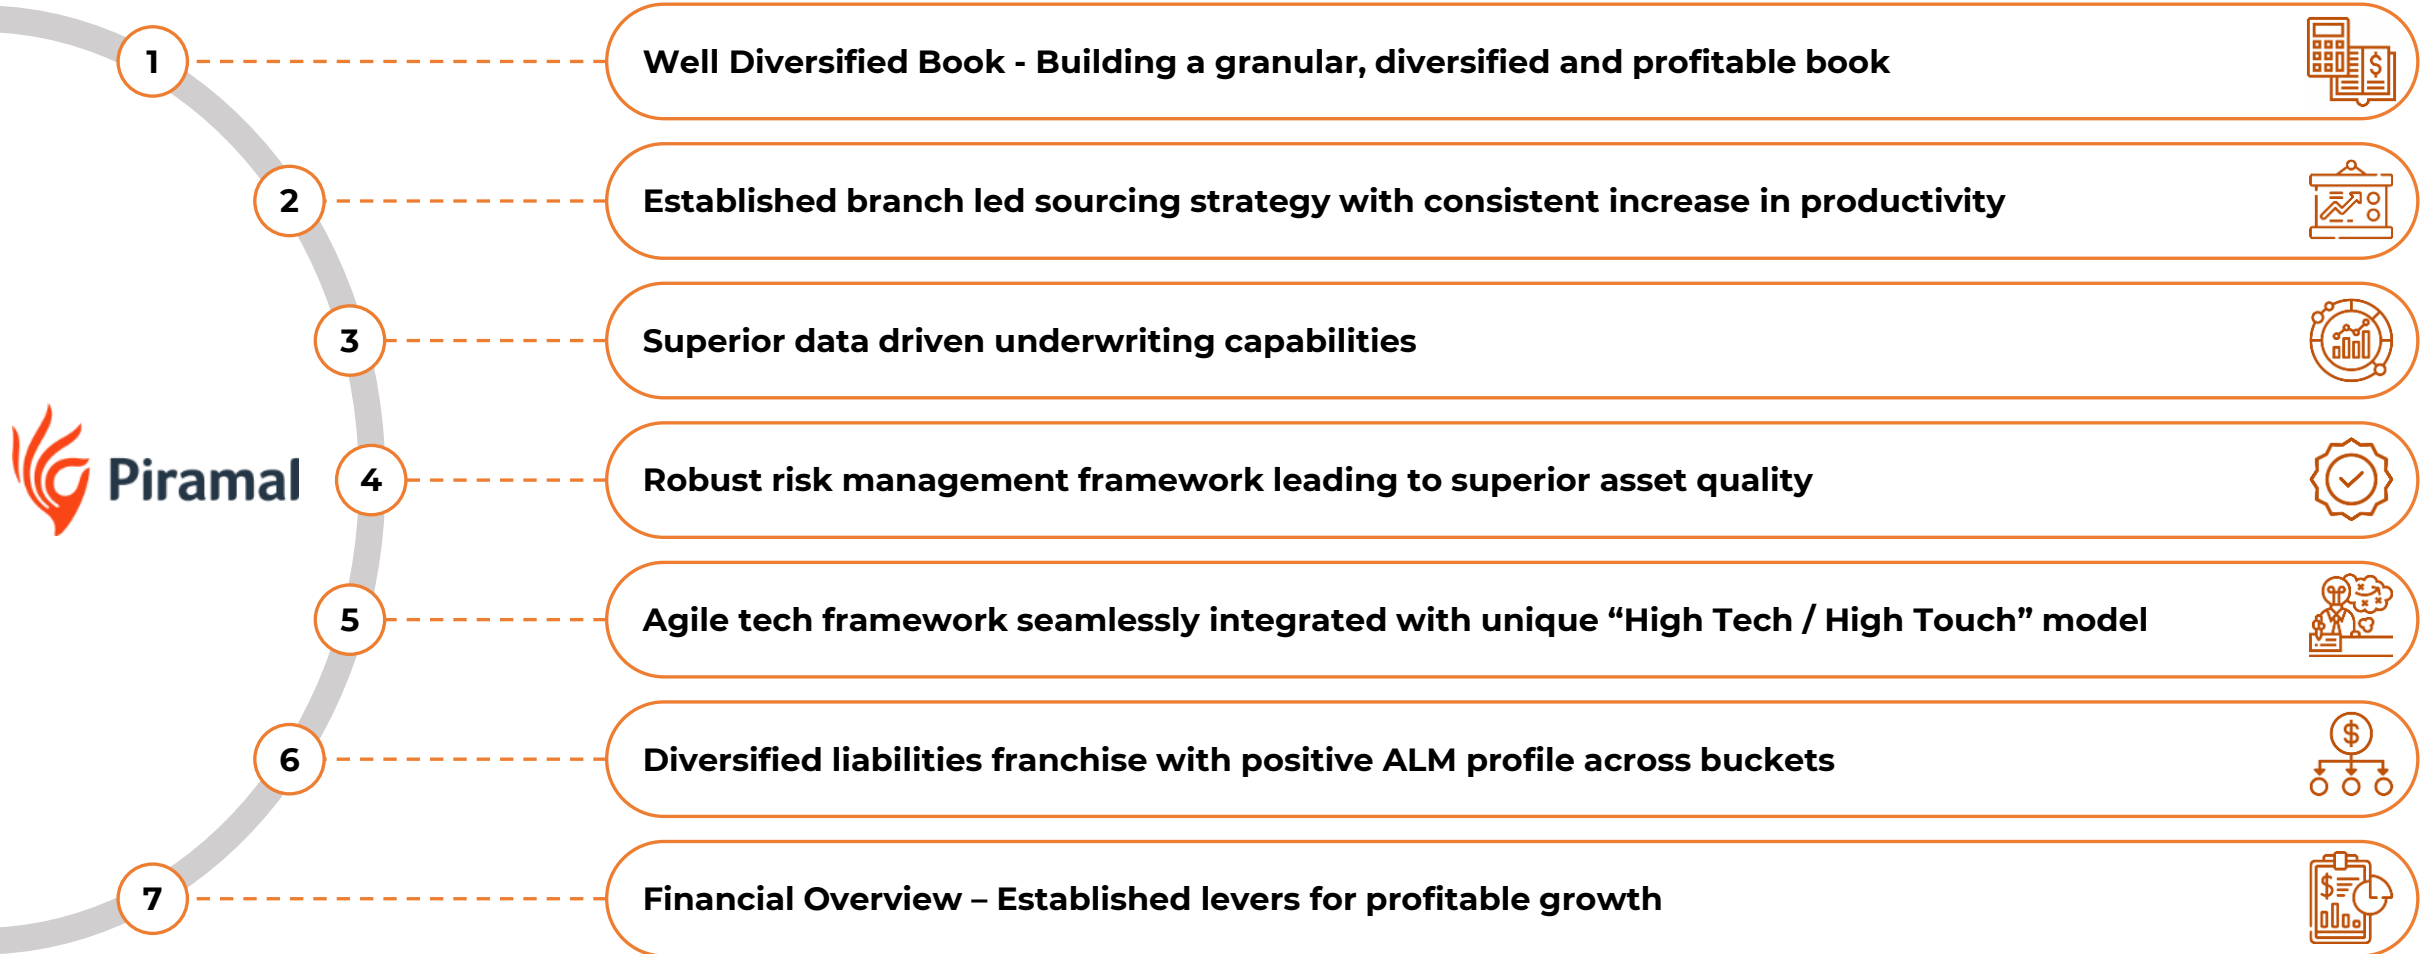 1
Well Diversified Book - Building a granular, diversified and profitable book
2
Established branch led sourcing strategy with consistent increase in productivity
3
Superior data driven underwriting capabilities
Piramal
4
Robust risk management framework leading to superior asset quality
5
Agile tech framework seamlessly integrated with unique “High Tech / High Touch” model
6
Diversified liabilities franchise with positive ALM profile across buckets
7
Financial Overview – Established levers for profitable growth